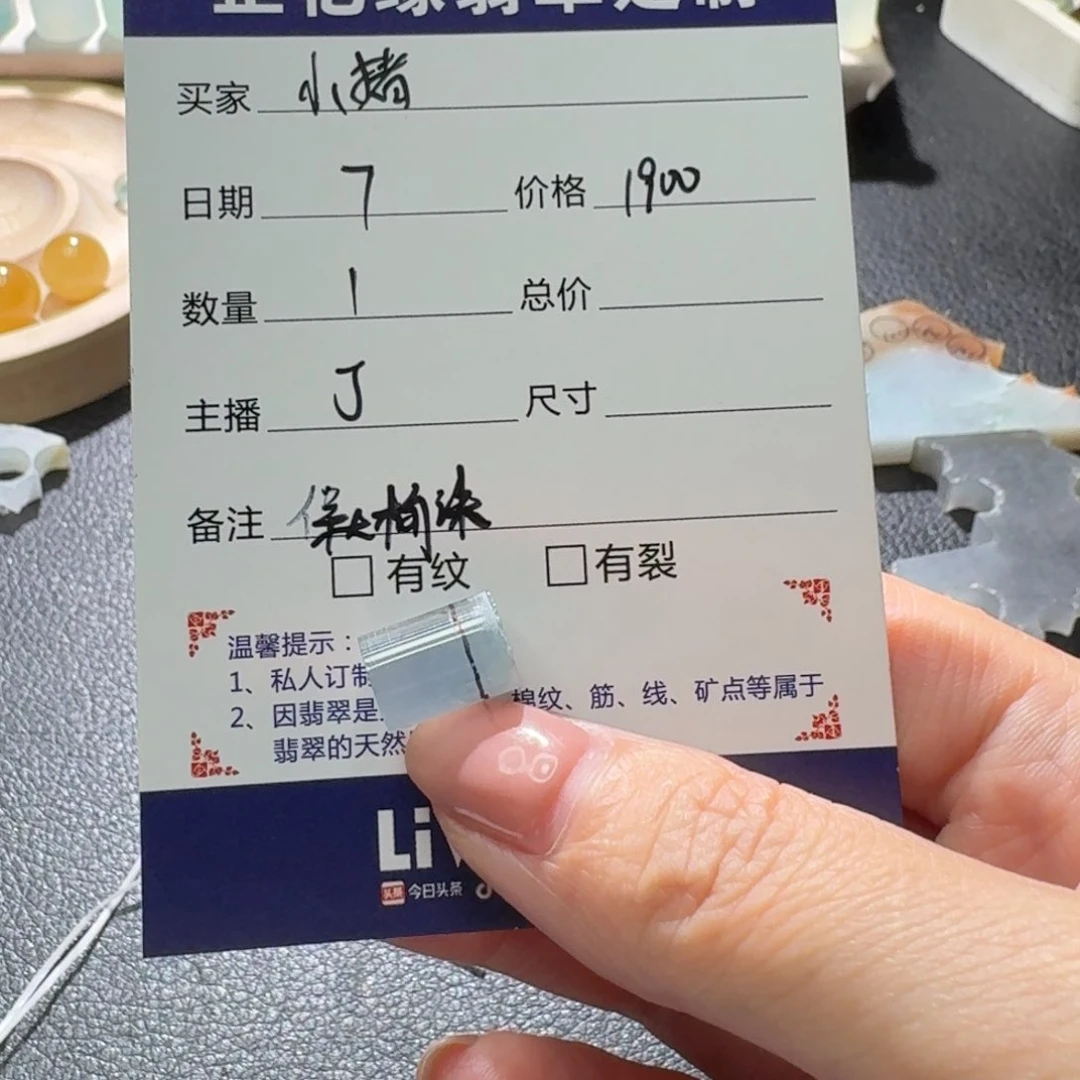 买家 小猪
日期 7 价格 1900
数量 1 总价
主播 J 尺寸
备注
□ 有纹 □ 有裂
温馨提示：
1、私人订制
2、因翡翠是 棉纹、筋、线、矿点等属于
翡翠的天然
Li
头条 今日头条